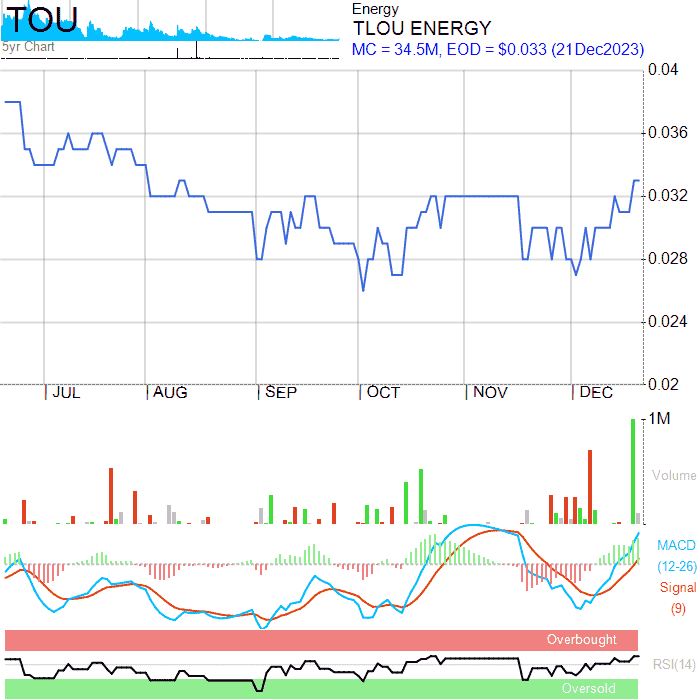 TOU
5yr Chart
Energy
TLOU ENERGY
MC = 34.5M, EOD = $0.033 (21Dec2023)
0.04
0.036
0.032
0.028
0.024
0.02
JUL AUG SEP OCT NOV DEC
1M
Volume
MACD
(12-26)
Signal
(9)
Overbought
RSI(14)
Oversold